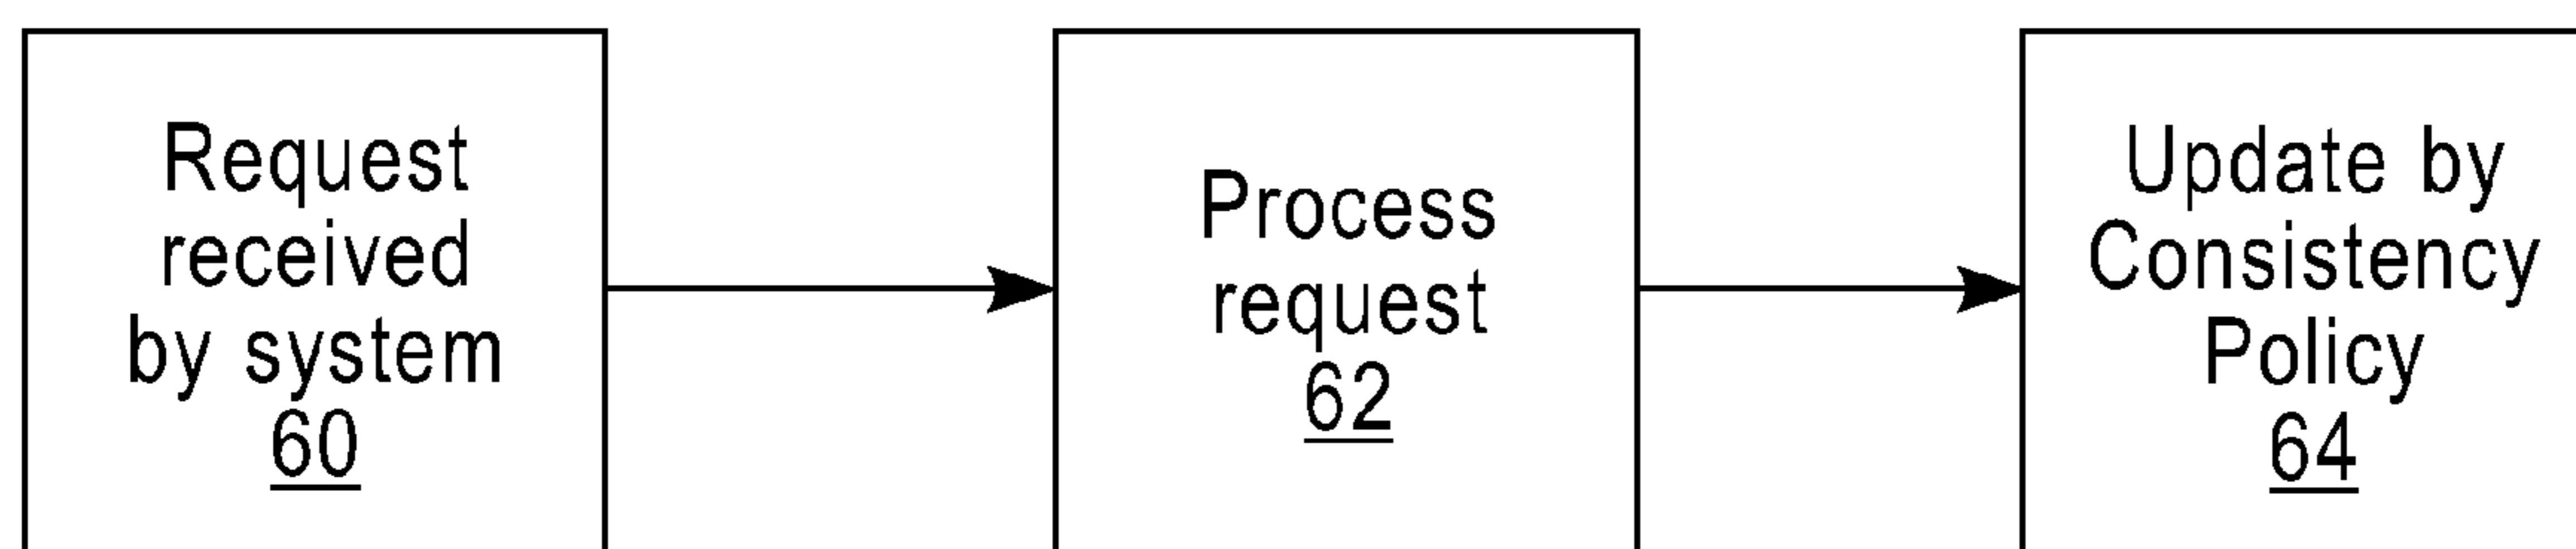 Request
received
by system
60
Process
request
62
Update by
Consistency
Policy
64